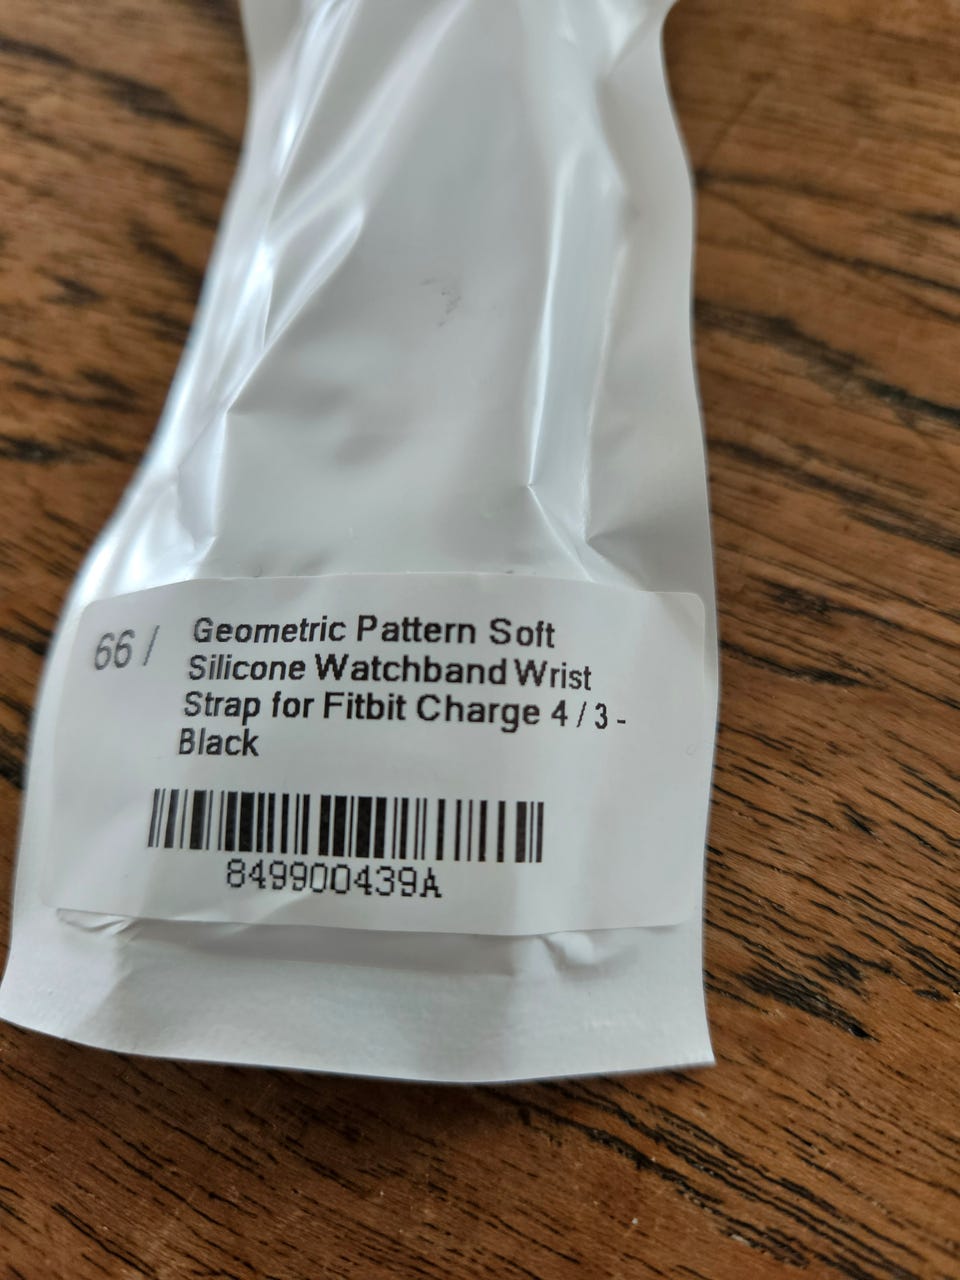 66 /
Geometric Pattern Soft
Silicone Watchband Wrist
Strap for Fitbit Charge 4 / 3 -
Black
849900439A